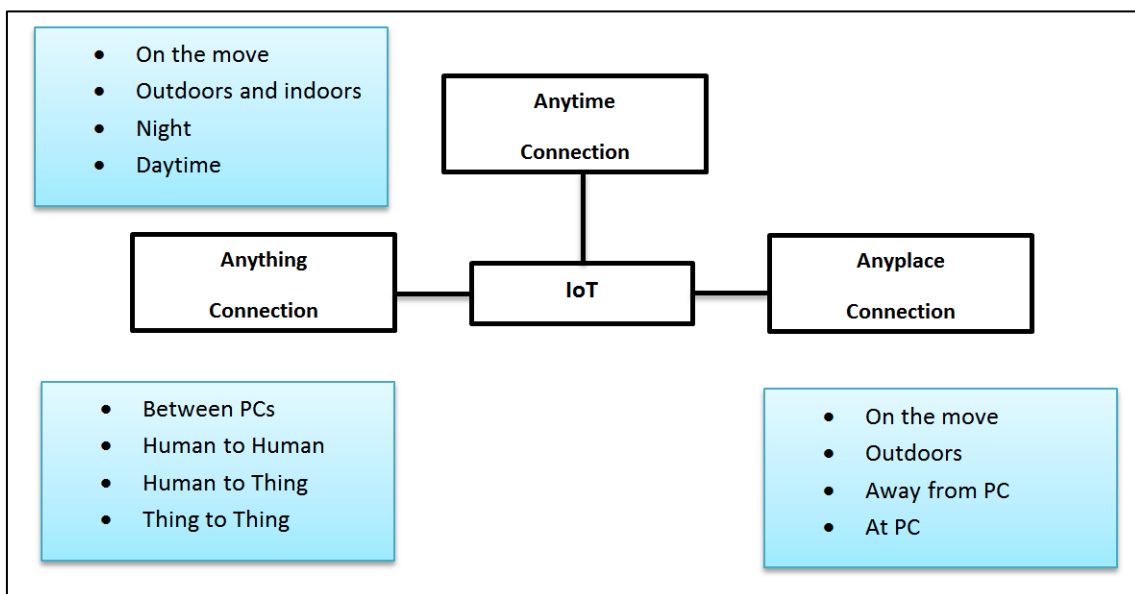 • On the move
• Outdoors and indoors
• Night
• Daytime
Anytime
Connection
Anything
Connection
IoT
Anyplace
Connection
• Between PCs
• Human to Human
• Human to Thing
• Thing to Thing
• On the move
• Outdoors
• Away from PC
• At PC